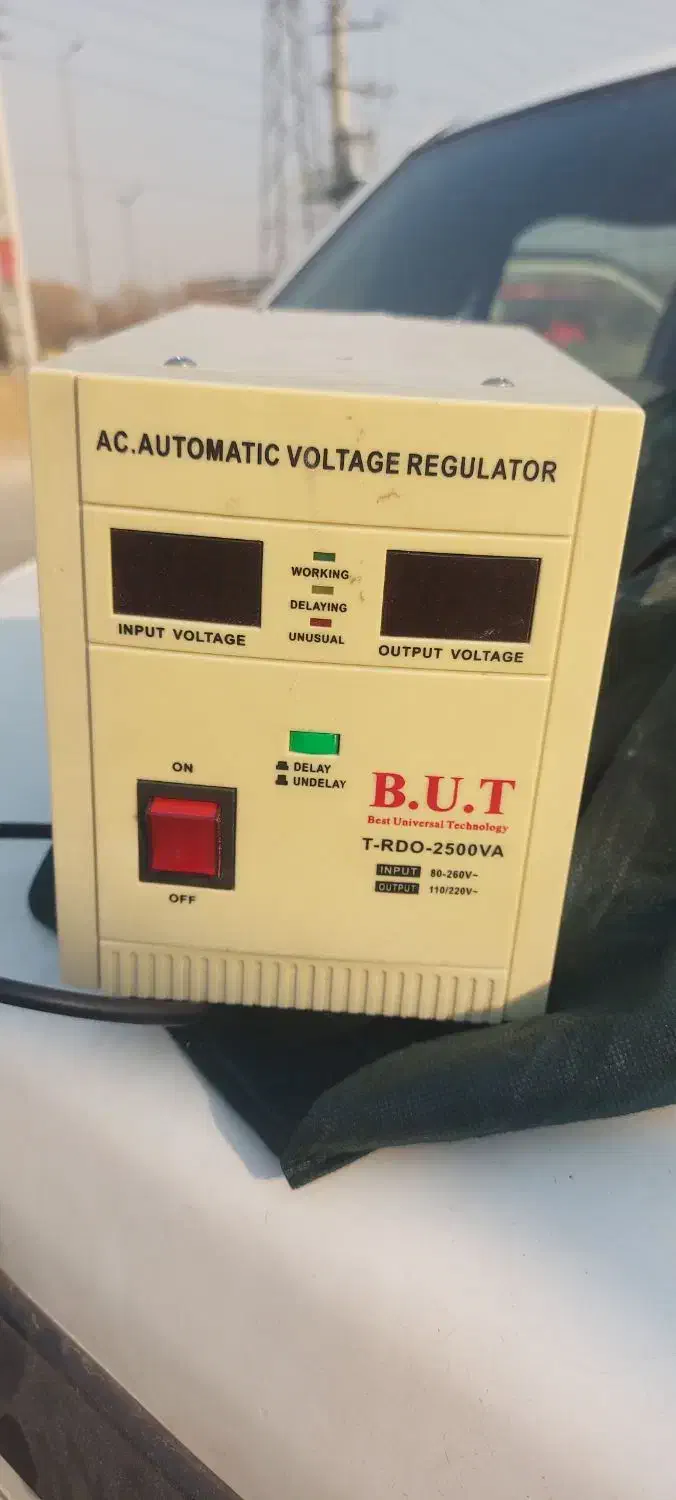 AC.AUTOMATIC VOLTAGE REGULATOR
WORKING
DELAYING
UNUSUAL
INPUT VOLTAGE
OUTPUT VOLTAGE
ON
OFF
DELAY
UNDELAY
B.U.T
Best Universal Technology
T-RDO-2500VA
INPUT 80-260V~
OUTPUT 110/220V~